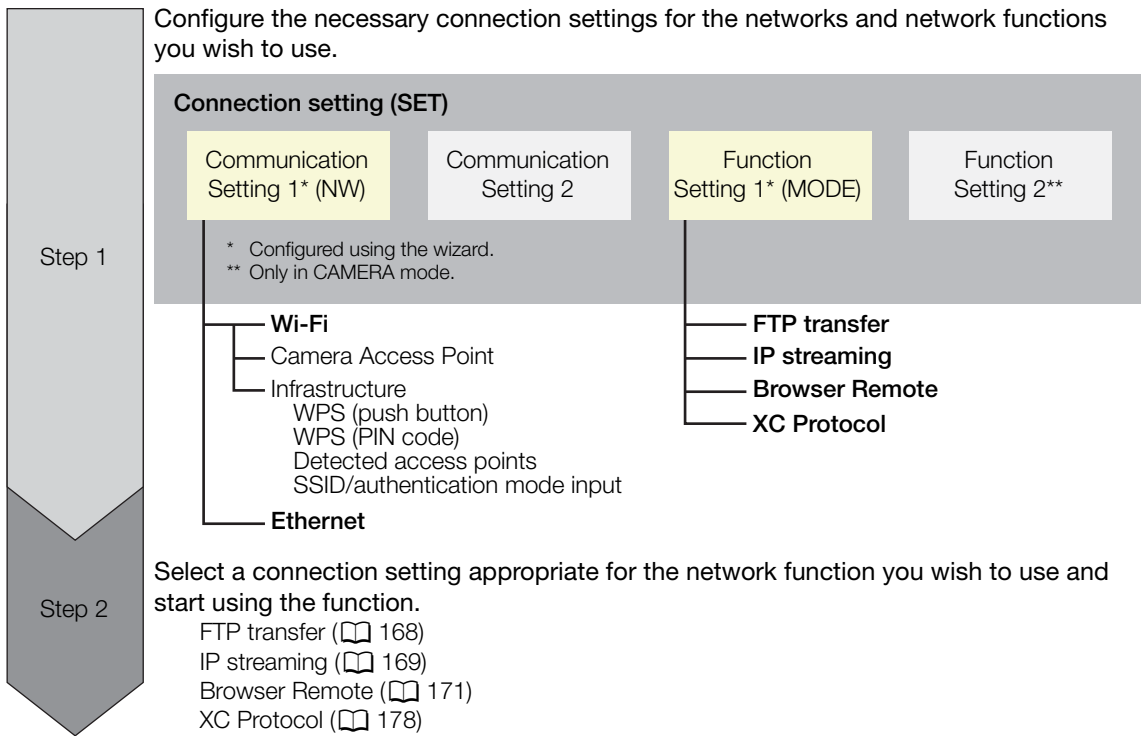 Configure the necessary connection settings for the networks and network functions
you wish to use.
Connection setting (SET)
Communication
Setting 1* (NW)
Communication
Setting 2
Function
Setting 1* (MODE)
Function
Setting 2**
* Configured using the wizard.
** Only in CAMERA mode.
Step 1
Wi-Fi
Camera Access Point
Infrastructure
WPS (push button)
WPS (PIN code)
Detected access points
SSID/authentication mode input
Ethernet
FTP transfer
IP streaming
Browser Remote
XC Protocol
Step 2
Select a connection setting appropriate for the network function you wish to use and
start using the function.
FTP transfer (168)
IP streaming (169)
Browser Remote (171)
XC Protocol (178)